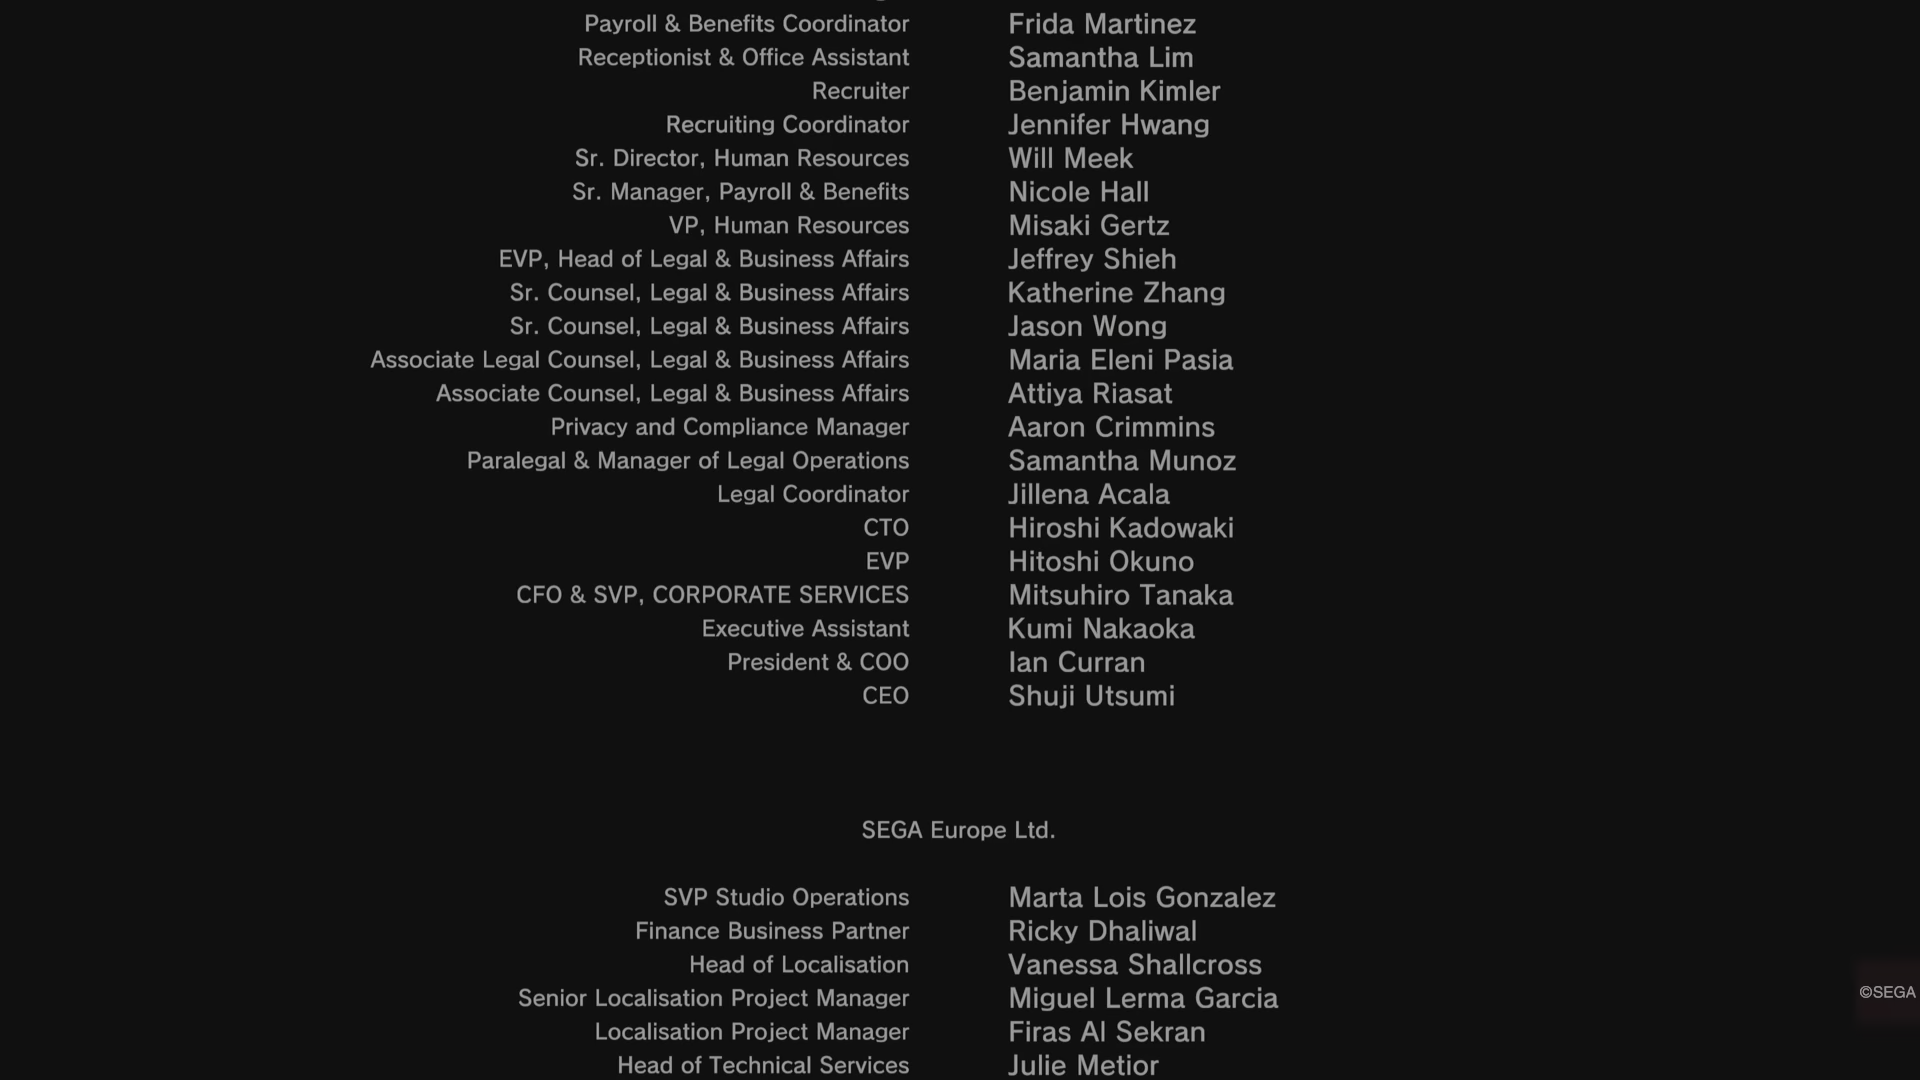 Payroll & Benefits Coordinator Frida Martinez
Receptionist & Office Assistant Samantha Lim
Recruiter Benjamin Kimler
Recruiting Coordinator Jennifer Hwang
Sr. Director, Human Resources Will Meek
Sr. Manager, Payroll & Benefits Nicole Hall
VP, Human Resources Misaki Gertz
EVP, Head of Legal & Business Affairs Jeffrey Shieh
Sr. Counsel, Legal & Business Affairs Katherine Zhang
Sr. Counsel, Legal & Business Affairs Jason Wong
Associate Legal Counsel, Legal & Business Affairs Maria Eleni Pasia
Associate Counsel, Legal & Business Affairs Attiya Riasat
Privacy and Compliance Manager Aaron Crimmins
Paralegal & Manager of Legal Operations Samantha Munoz
Legal Coordinator Jillena Acala
CTO Hiroshi Kadowaki
EVP Hitoshi Okuno
CFO & SVP, CORPORATE SERVICES Mitsuhiro Tanaka
Executive Assistant Kumi Nakaoka
President & COO Ian Curran
CEO Shuji Utsumi
SEGA Europe Ltd.
SVP Studio Operations Marta Lois Gonzalez
Finance Business Partner Ricky Dhaliwal
Head of Localisation Vanessa Shallcross
Senior Localisation Project Manager Miguel Lerma Garcia
Localisation Project Manager Firas Al Sekran
Head of Technical Services Julie Metior
©SEGA